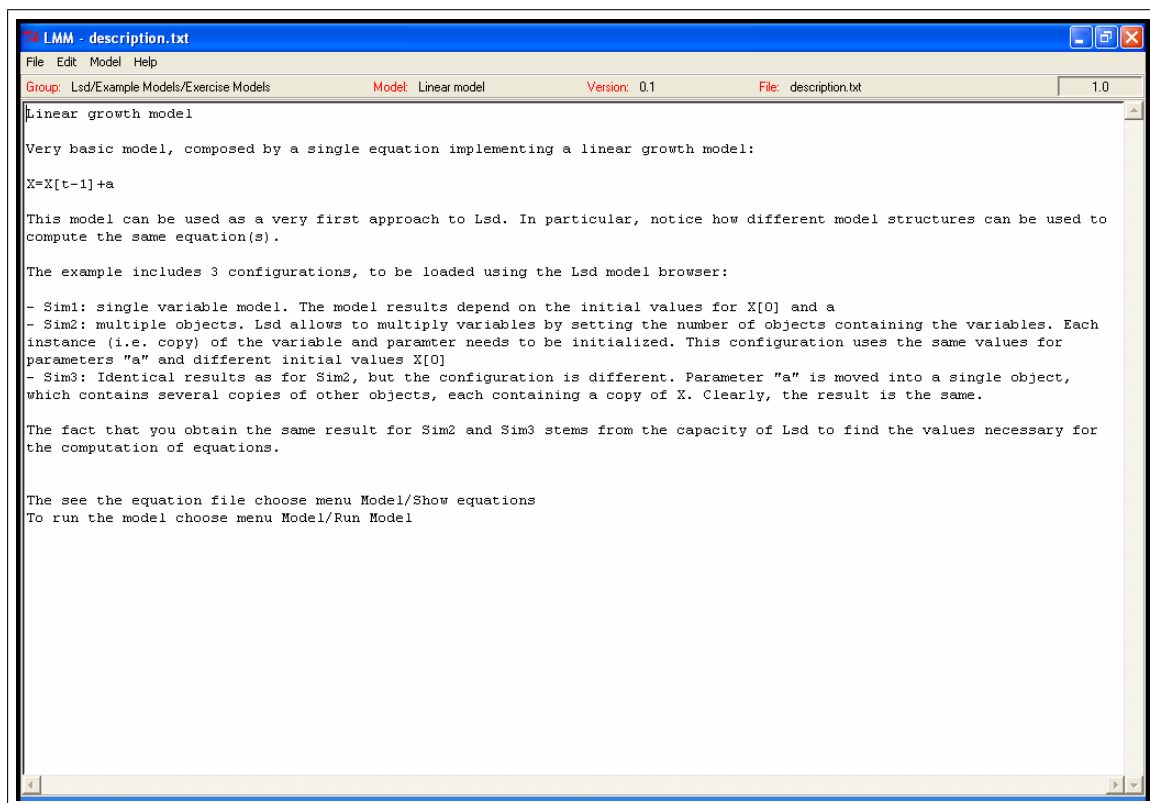 74 LMM - description.txt
File Edit Model Help
Group: Lsd/Example Models/Exercise Models Model: Linear model Version: 0.1 File: description.txt 1.0
Linear growth model
Very basic model, composed by a single equation implementing a linear growth model:
X=X[t-1]+a
This model can be used as a very first approach to Lsd. In particular, notice how different model structures can be used to
compute the same equation(s).
The example includes 3 configurations, to be loaded using the Lsd model browser:
- Sim1: single variable model. The model results depend on the initial values for X[0] and a
- Sim2: multiple objects. Lsd allows to multiply variables by setting the number of objects containing the variables. Each
instance (i.e. copy) of the variable and paramter needs to be initialized. This configuration uses the same values for
parameters "a" and different initial values X[0]
- Sim3: Identical results as for Sim2, but the configuration is different. Parameter "a" is moved into a single object,
which contains several copies of other objects, each containing a copy of X. Clearly, the result is the same.
The fact that you obtain the same result for Sim2 and Sim3 stems from the capacity of Lsd to find the values necessary for
the computation of equations.
The see the equation file choose menu Model/Show equations
To run the model choose menu Model/Run Model